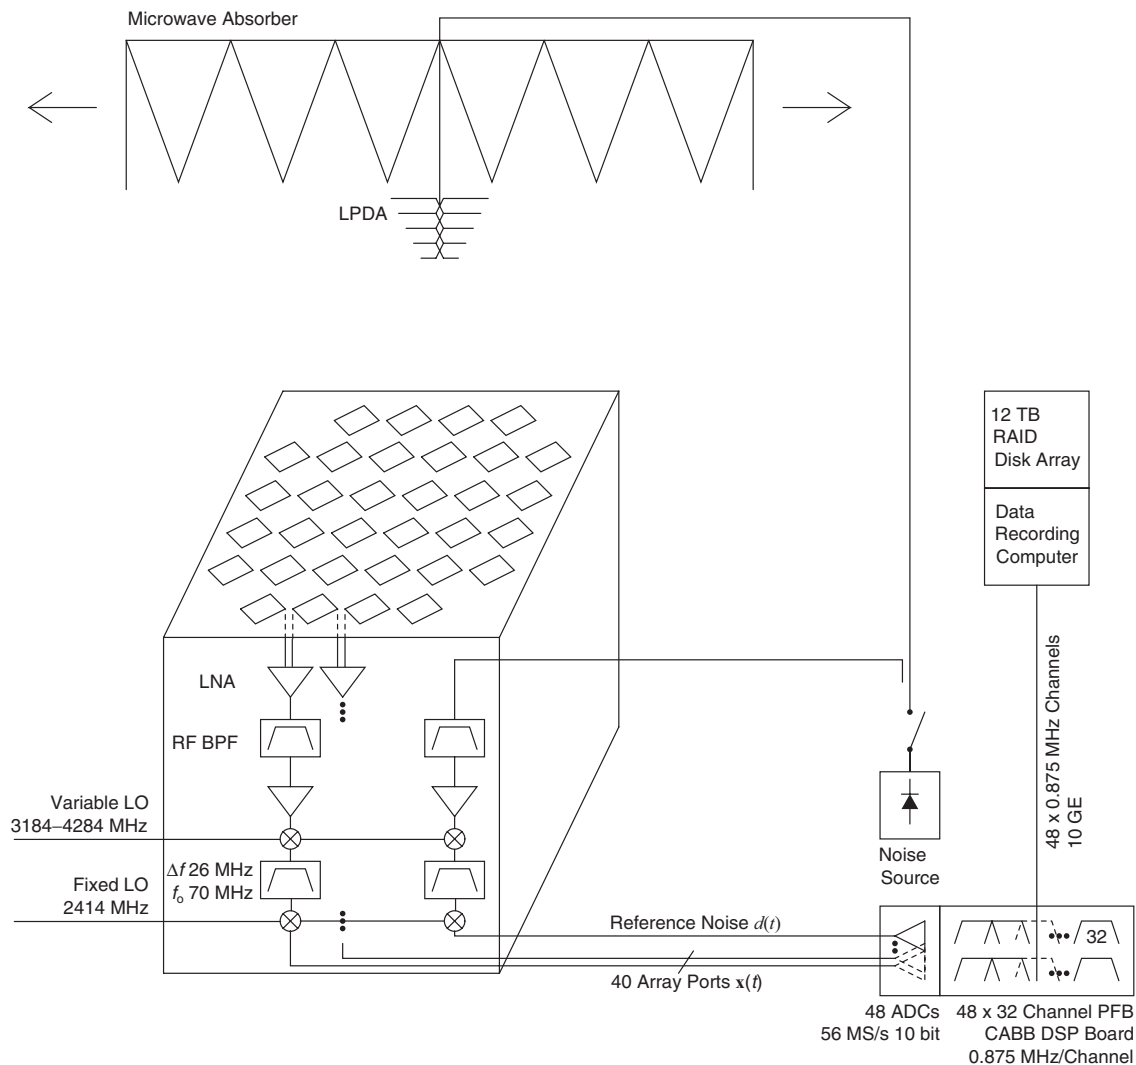 Microwave Absorber
LPDA
12 TB
RAID
Disk Array
Data
Recording
Computer
48 x 0.875 MHz Channels
10 GE
LNA
RF BPF
Variable LO
3184–4284 MHz
Δf 26 MHz
fo 70 MHz
Fixed LO
2414 MHz
Noise
Source
Reference Noise d(t)
40 Array Ports x(t)
32
48 ADCs
56 MS/s 10 bit
48 x 32 Channel PFB
CABB DSP Board
0.875 MHz/Channel